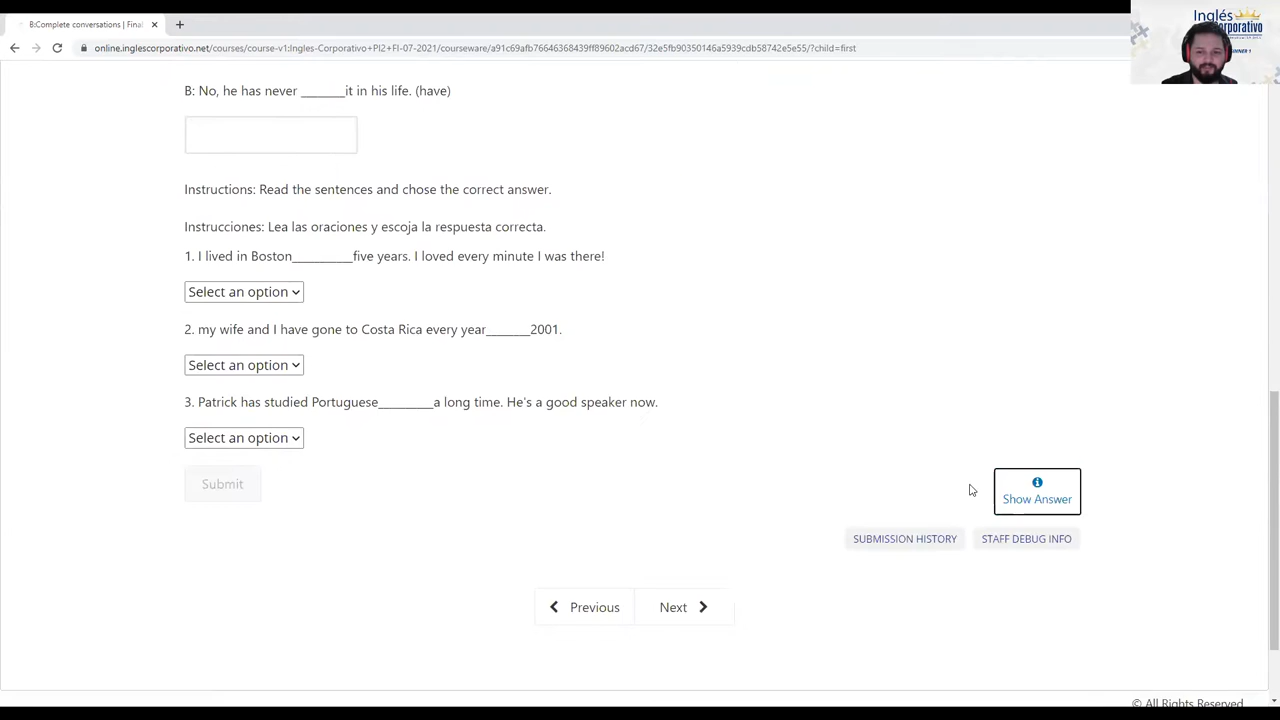 B:Complete conversations | Final
online.inglescorporativo.net/courses/course-v1:Ingles-Corporativo+PI2+FI-07-2021/courseware/a91c69afb7604b368439ff89602acd67/32e5fb90350146a5939cdb58742e5e55/?child=first
Inglés
Corporativo
B: No, he has never _______it in his life. (have)
Instructions: Read the sentences and chose the correct answer.
Instrucciones: Lea las oraciones y escoja la respuesta correcta.
1. I lived in Boston__________five years. I loved every minute I was there!
Select an option
2. my wife and I have gone to Costa Rica every year_______2001.
Select an option
3. Patrick has studied Portuguese_________a long time. He's a good speaker now.
Select an option
Submit
Show Answer
SUBMISSION HISTORY
STAFF DEBUG INFO
Previous
Next
© All Rights Reserved